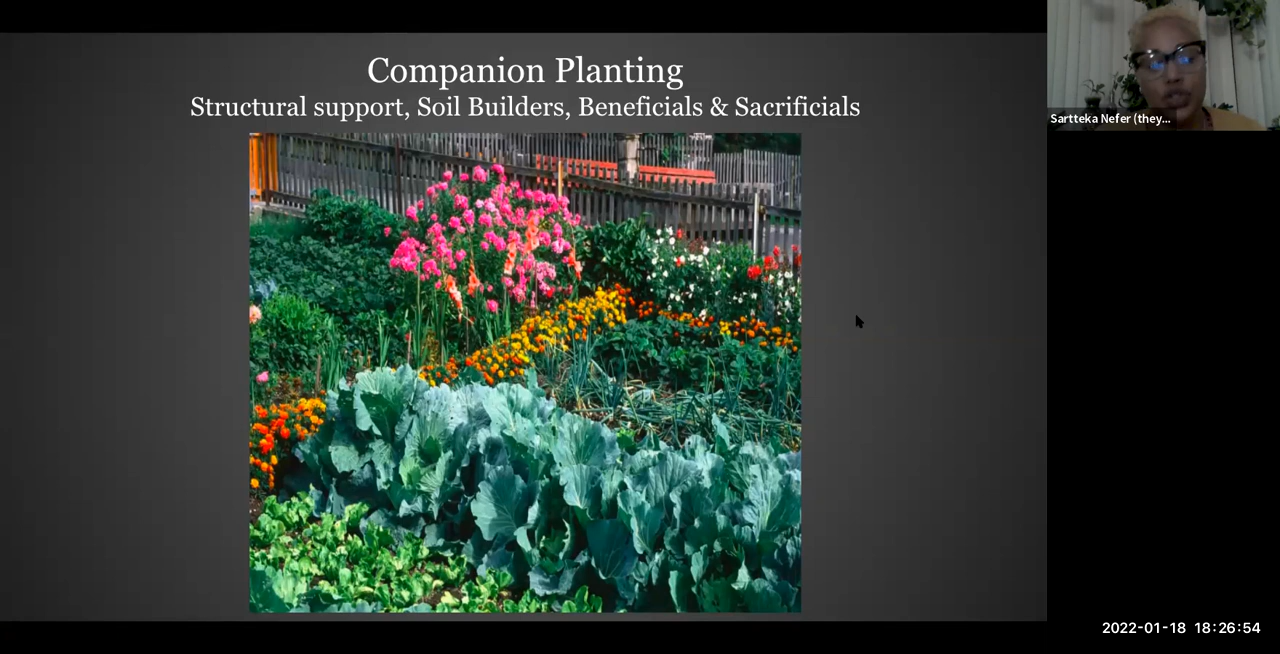 Companion Planting
Structural support, Soil Builders, Beneficials & Sacrificials
Sartteka Nefer (they...
2022-01-18 18:26:54